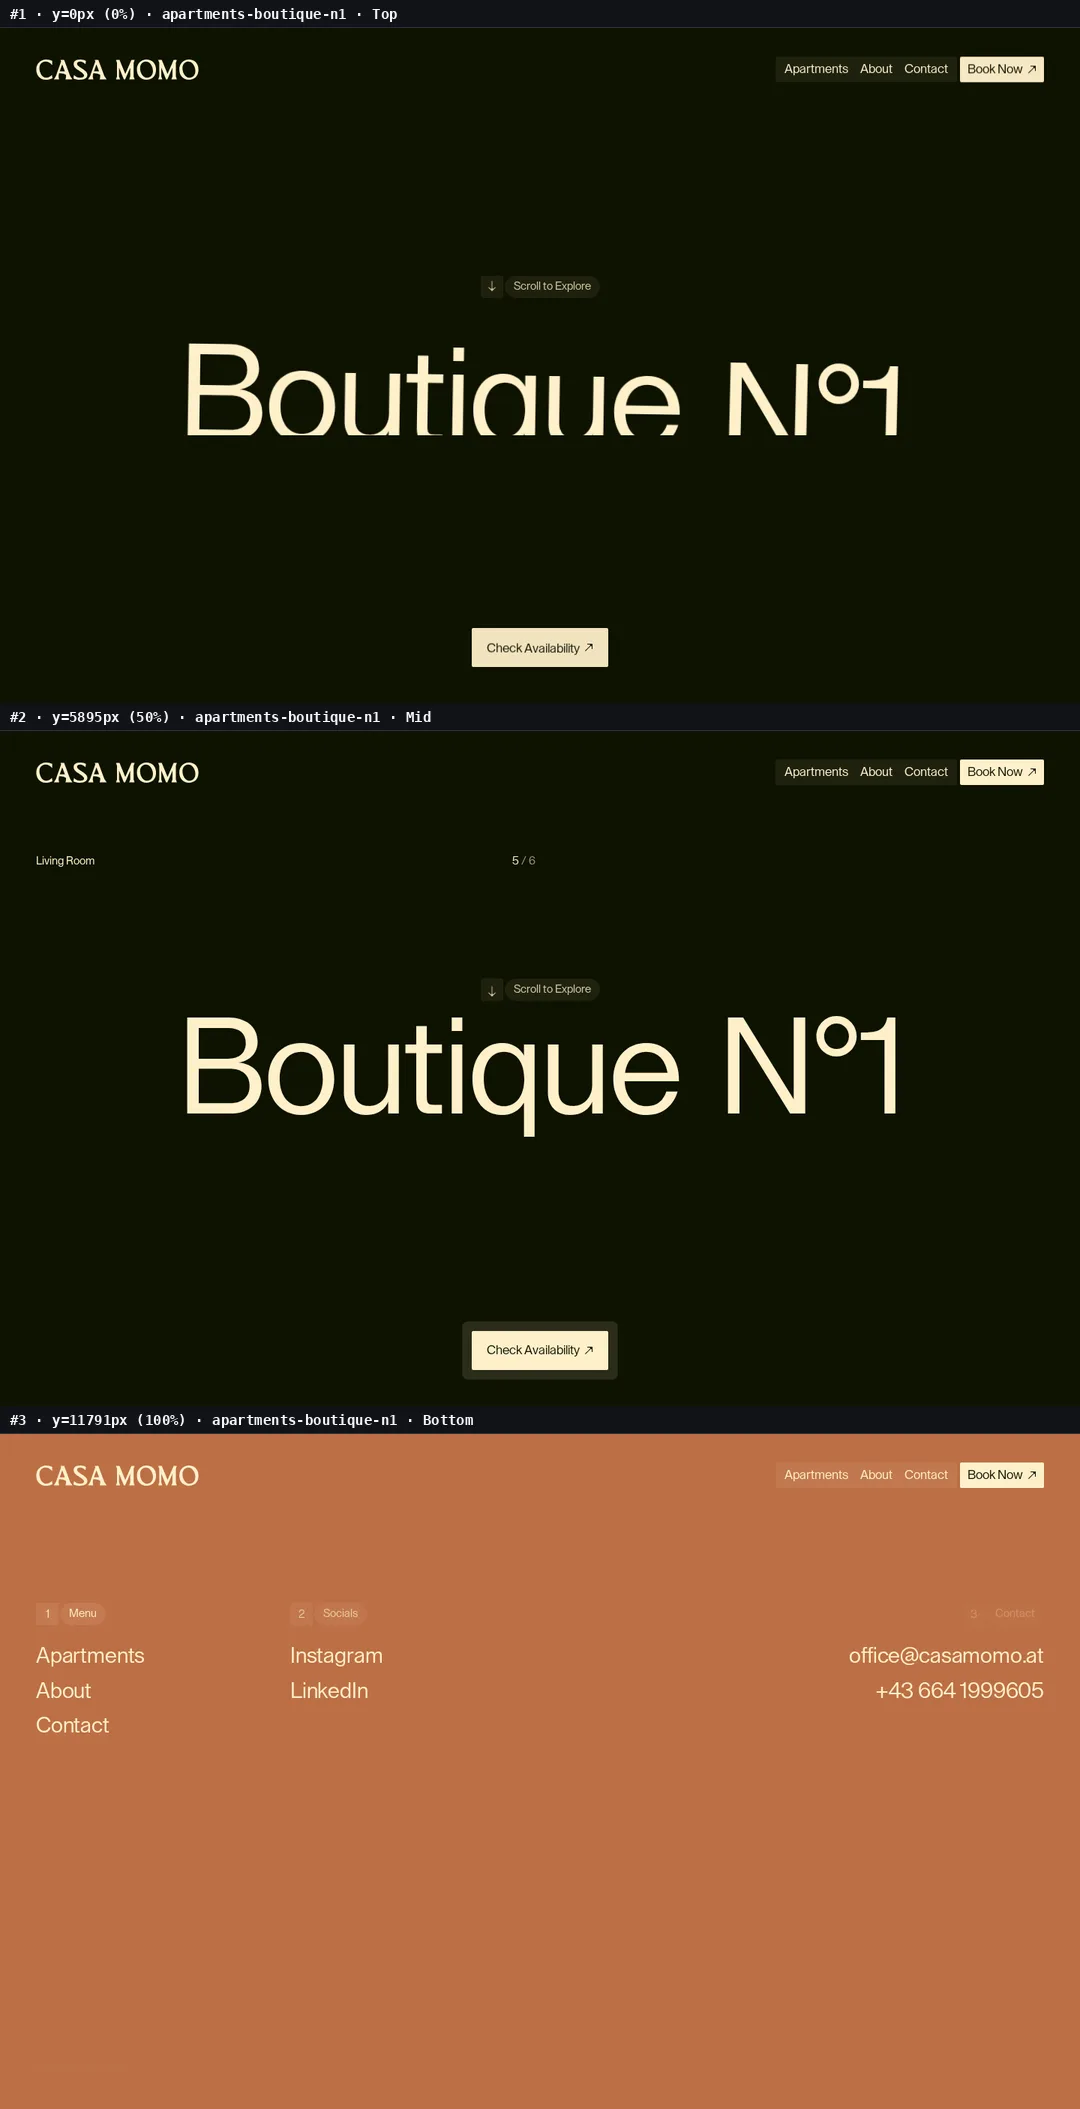 #1 · y=0px (0%) · apartments-boutique-n1 · Top
CASA MOMO
Apartments About Contact Book Now ↗
↓ Scroll to Explore
Boutique N°1
Check Availability ↗
#2 · y=5895px (50%) · apartments-boutique-n1 · Mid
CASA MOMO
Apartments About Contact Book Now ↗
Living Room 5 / 6
↓ Scroll to Explore
Boutique N°1
Check Availability ↗
#3 · y=11791px (100%) · apartments-boutique-n1 · Bottom
CASA MOMO
Apartments About Contact Book Now ↗
1 Menu 2 Socials 3 Contact
Apartments Instagram office@casamomo.at
About LinkedIn +43 664 1999605
Contact